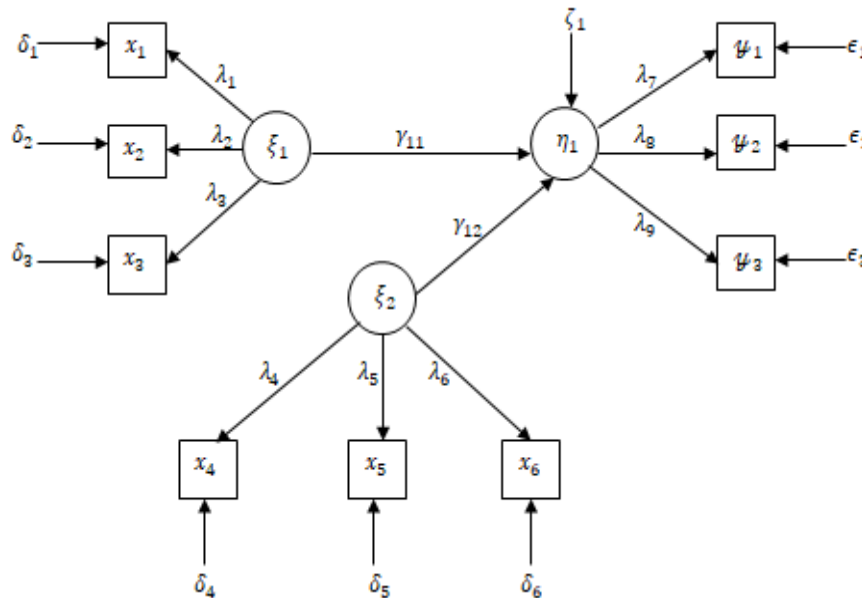 ζ₁
δ₁ x₁ λ₁ λ₇ 𝓎₁
δ₂ x₂ λ₂ ξ₁ γ₁₁ η₁ λ₈ 𝓎₂
λ₃ γ₁₂ λ₉
δ₃ x₃ 𝓎₃
ξ₂
λ₄ λ₅ λ₆
x₄ x₅ x₆
δ₄ δ₅ δ₆